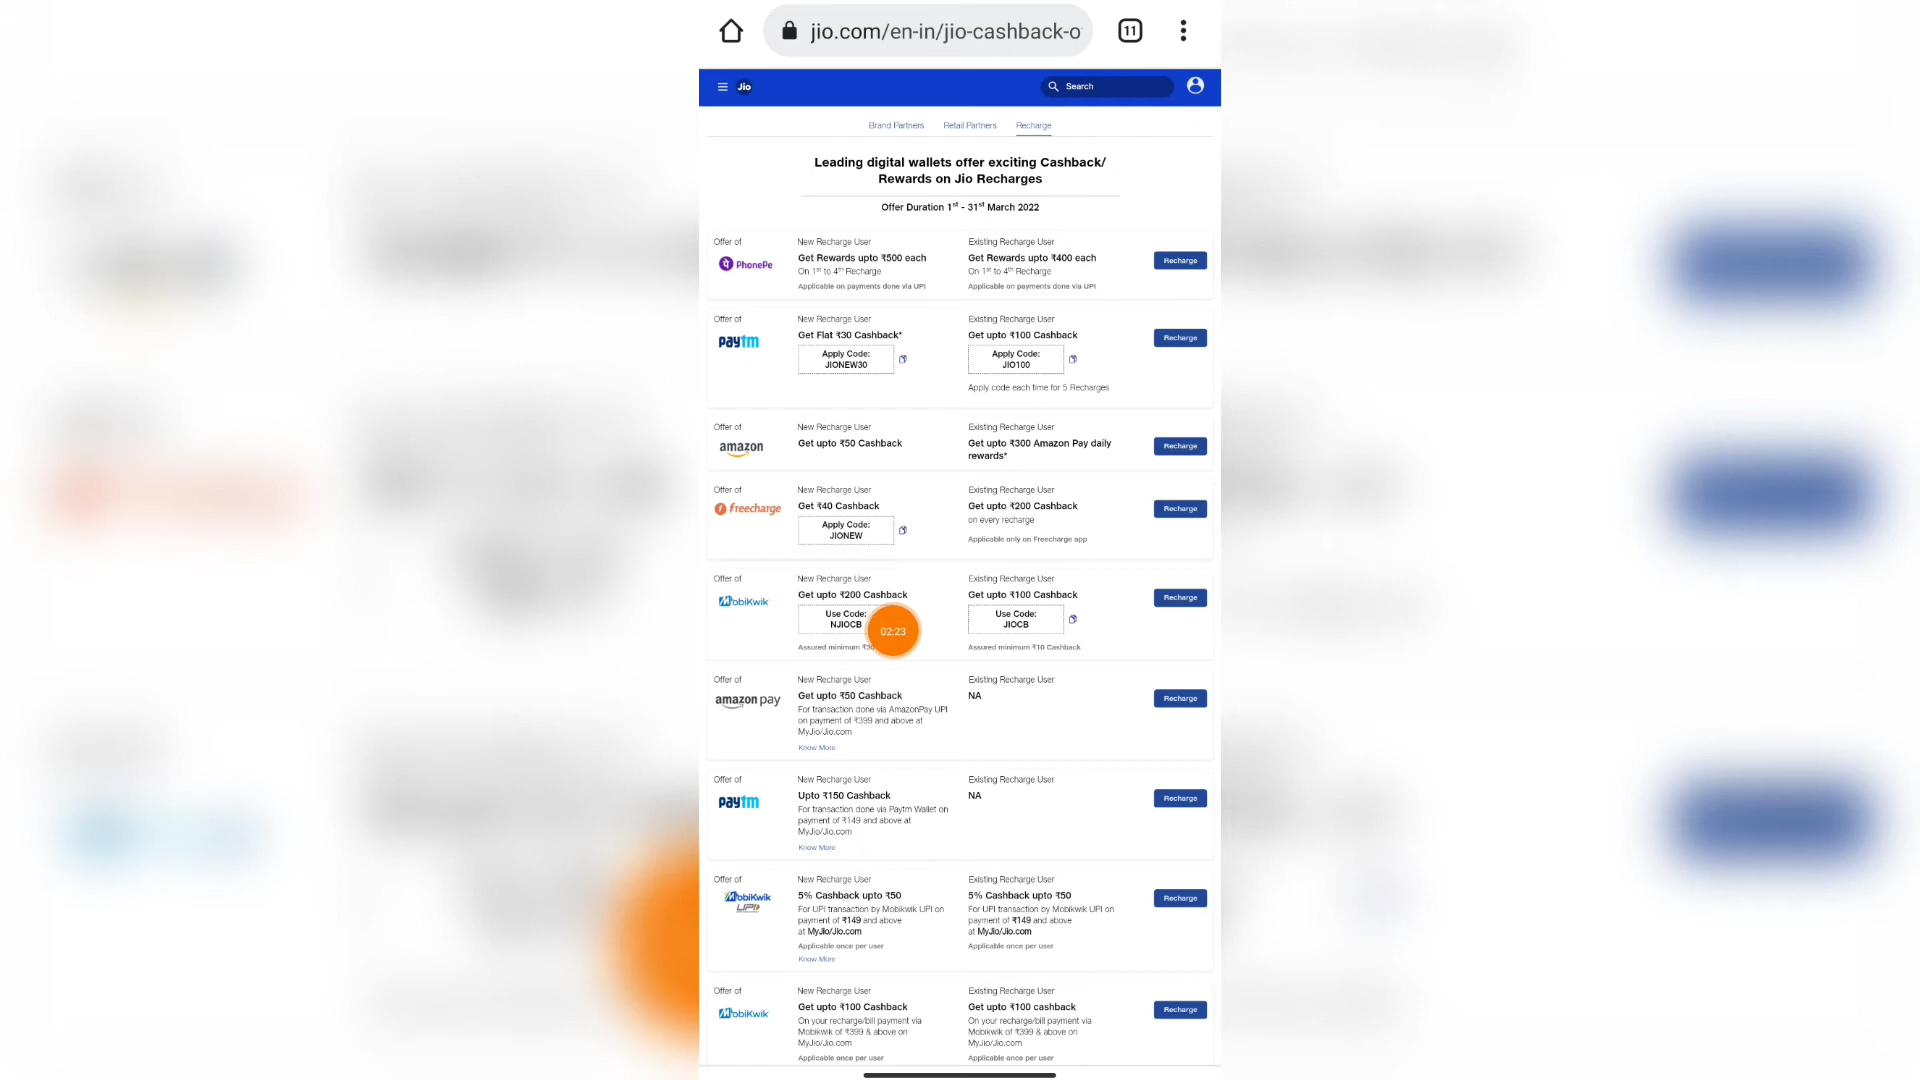 jio.com/en-in/jio-cashback-o
11
Jio
Search
Brand Partners
Retail Partners
Recharge
Leading digital wallets offer exciting Cashback/
Rewards on Jio Recharges
Offer Duration 1st - 31st March 2022
Offer of
PhonePe
New Recharge User
Get Rewards upto ₹500 each
On 1st to 4th Recharge
Applicable on payments done via UPI
Existing Recharge User
Get Rewards upto ₹400 each
On 1st to 4th Recharge
Applicable on payments done via UPI
Recharge
Offer of
paytm
New Recharge User
Get Flat ₹30 Cashback*
Apply Code:
JIONEW30
Existing Recharge User
Get upto ₹100 Cashback
Apply Code:
JIO100
Apply code each time for 5 Recharges
Recharge
Offer of
amazon
New Recharge User
Get upto ₹50 Cashback
Existing Recharge User
Get upto ₹300 Amazon Pay daily
rewards*
Recharge
Offer of
freecharge
New Recharge User
Get ₹40 Cashback
Apply Code:
JIONEW
Existing Recharge User
Get upto ₹200 Cashback
on every recharge
Applicable only on Freecharge app
Recharge
Offer of
MobiKwik
New Recharge User
Get upto ₹200 Cashback
Use Code:
NJIOCB
02:23
Assured minimum
Existing Recharge User
Get upto ₹100 Cashback
Use Code:
JIOCB
Assured minimum ₹10 Cashback
Recharge
Offer of
amazon pay
New Recharge User
Get upto ₹50 Cashback
For transaction done via AmazonPay UPI
on payment of ₹399 and above at
MyJio/Jio.com
Know More
Existing Recharge User
NA
Recharge
Offer of
paytm
New Recharge User
Upto ₹150 Cashback
For transaction done via Paytm Wallet on
payment of ₹149 and above at
MyJio/Jio.com
Know More
Existing Recharge User
NA
Recharge
Offer of
MobiKwik
UPI
New Recharge User
5% Cashback upto ₹50
For UPI transaction by Mobikwik UPI on
payment of ₹149 and above
at MyJio/Jio.com
Applicable once per user
Know More
Existing Recharge User
5% Cashback upto ₹50
For UPI transaction by Mobikwik UPI on
payment of ₹149 and above
at MyJio/Jio.com
Applicable once per user
Recharge
Offer of
MobiKwik
New Recharge User
Get upto ₹100 Cashback
On your recharge/bill payment via
Mobikwik of ₹399 & above on
MyJio/Jio.com
Applicable once per user
Existing Recharge User
Get upto ₹100 cashback
On your recharge/bill payment via
Mobikwik of ₹399 & above on
MyJio/Jio.com
Applicable once per user
Recharge